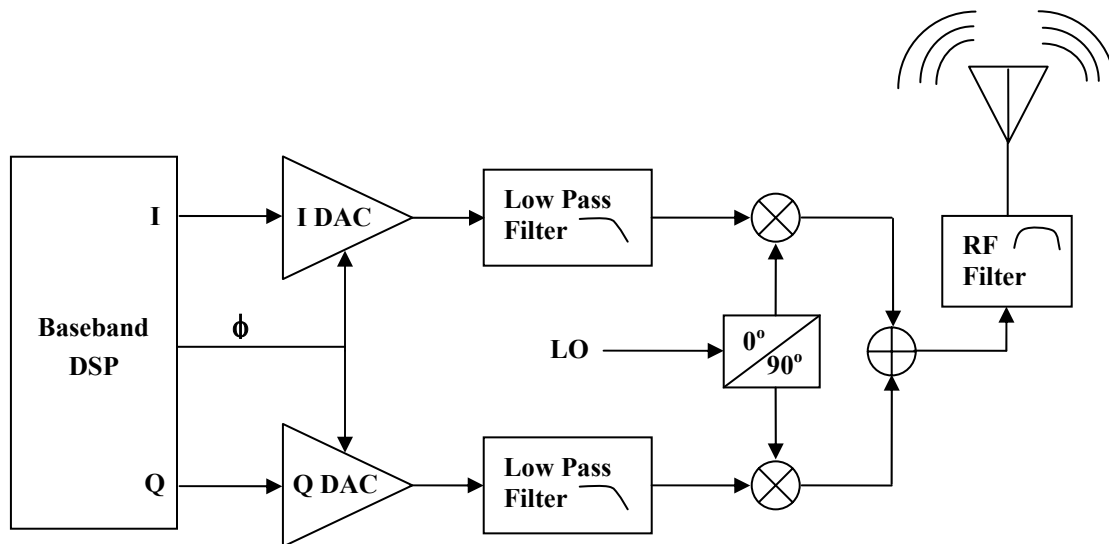 I
I DAC
Low Pass
Filter
RF
Filter
Baseband
DSP
ϕ
LO
0º
90º
Q
Q DAC
Low Pass
Filter